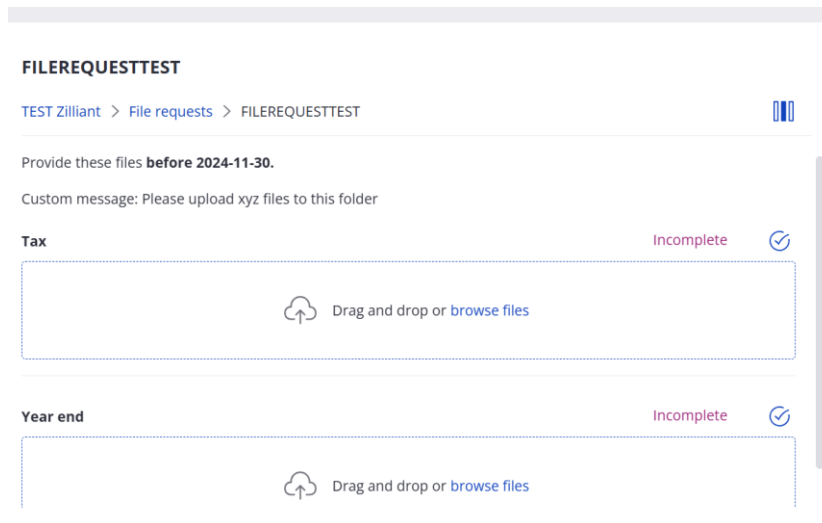 FILEREQUESTTEST
TEST Zilliant > File requests > FILEREQUESTTEST
Provide these files before 2024-11-30.
Custom message: Please upload xyz files to this folder
Tax Incomplete
Drag and drop or browse files
Year end Incomplete
Drag and drop or browse files